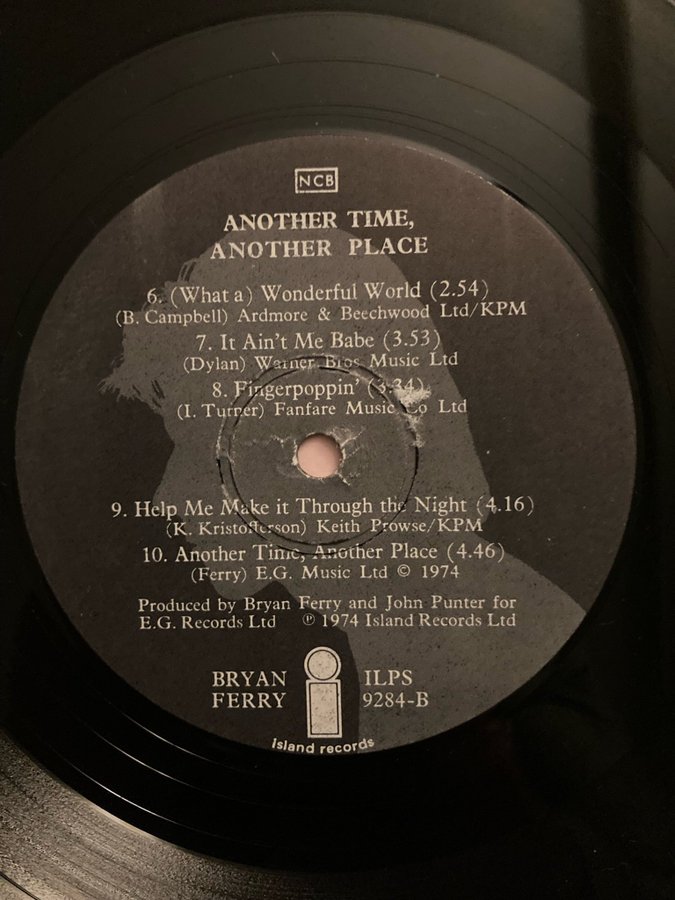 NCB
ANOTHER TIME,
ANOTHER PLACE
6. (What a) Wonderful World (2.54)
(B. Campbell) Ardmore & Beechwood Ltd/KPM
7. It Ain't Me Babe (3.53)
(Dylan) Warner Bros Music Ltd
8. Fingerpoppin' (3.34)
(I. Turner) Fanfare Music Co Ltd
9. Help Me Make it Through the Night (4.16)
(K. Kristofferson) Keith Prowse/KPM
10. Another Time, Another Place (4.46)
(Ferry) E.G. Music Ltd © 1974
Produced by Bryan Ferry and John Punter for
E.G. Records Ltd ℗ 1974 Island Records Ltd
BRYAN FERRY
ILPS 9284-B
island records